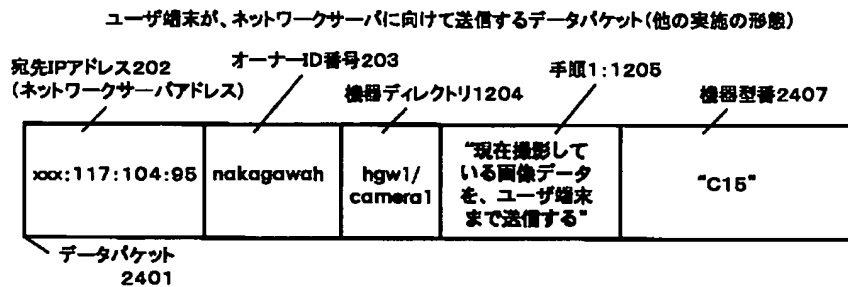 ユーザ端末が、ネットワークサーバに向けて送信するデータパケット(他の実施の形態)
宛先IPアドレス202
(ネットワークサーバアドレス)
オーナーID番号203
機器ディレクトリ1204
手順1:1205
機器型番2407
xxx:117:104:95
nakagawah
hgw1/
camera1
"現在撮影して
いる画像データ
を、ユーザ端末
まで送信する"
"C15"
データパケット
2401